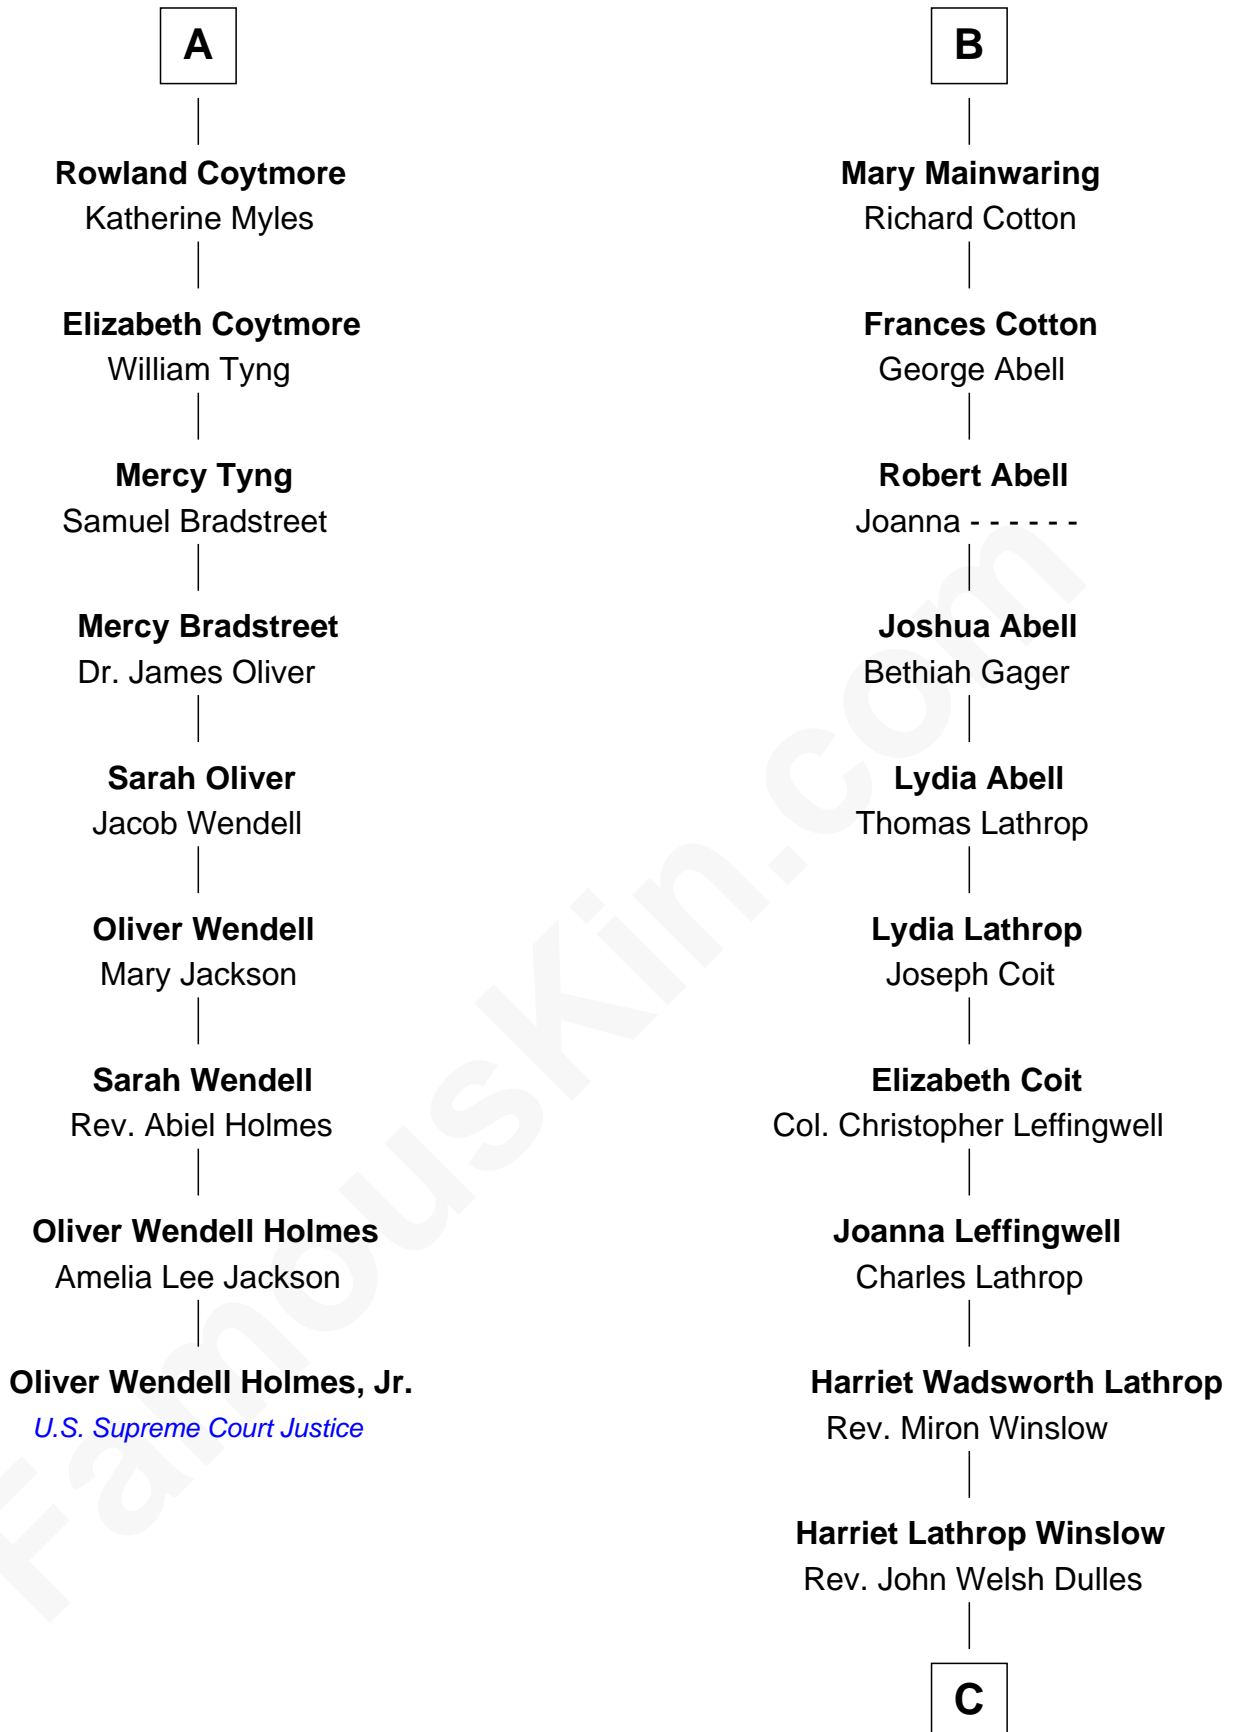 A
Rowland Coytmore
Katherine Myles
Elizabeth Coytmore
William Tyng
Mercy Tyng
Samuel Bradstreet
Mercy Bradstreet
Dr. James Oliver
Sarah Oliver
Jacob Wendell
Oliver Wendell
Mary Jackson
Sarah Wendell
Rev. Abiel Holmes
Oliver Wendell Holmes
Amelia Lee Jackson
Oliver Wendell Holmes, Jr.
U.S. Supreme Court Justice
B
Mary Mainwaring
Richard Cotton
Frances Cotton
George Abell
Robert Abell
Joanna - - - - - -
Joshua Abell
Bethiah Gager
Lydia Abell
Thomas Lathrop
Lydia Lathrop
Joseph Coit
Elizabeth Coit
Col. Christopher Leffingwell
Joanna Leffingwell
Charles Lathrop
Harriet Wadsworth Lathrop
Rev. Miron Winslow
Harriet Lathrop Winslow
Rev. John Welsh Dulles
C
FamousKin.com